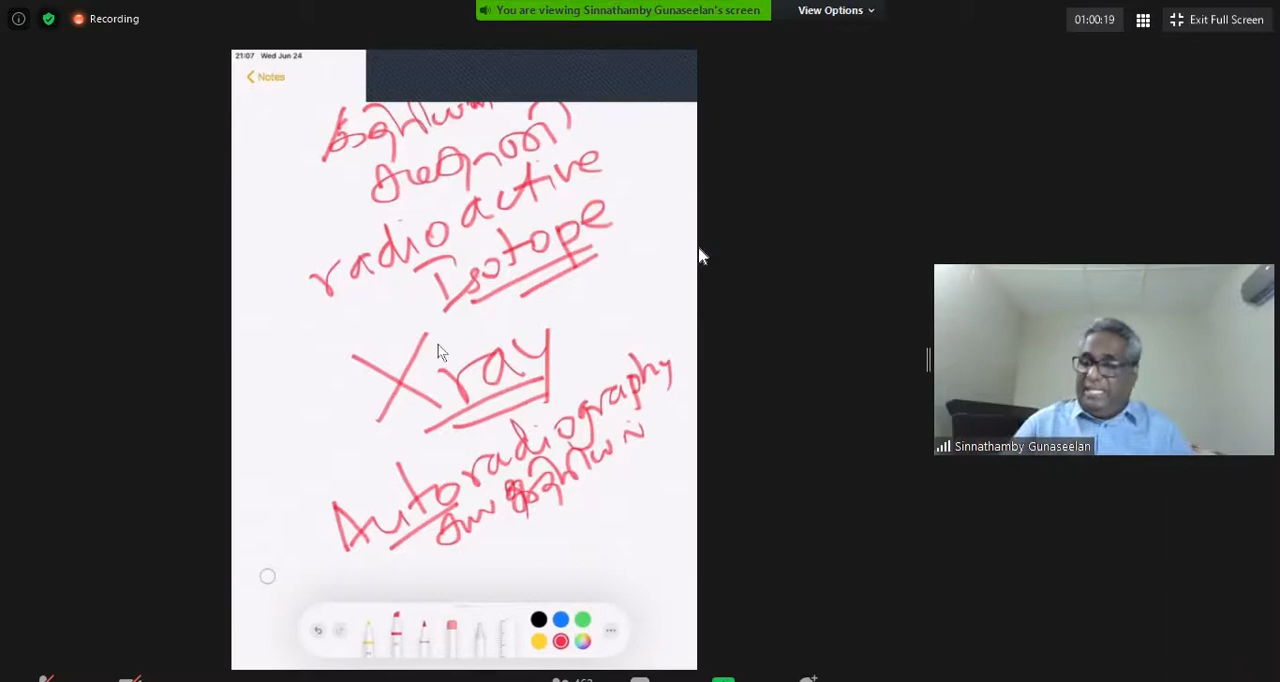 Recording
You are viewing Sinnathamby Gunaseelan's screen
View Options
01:00:19
Exit Full Screen
21:07 Wed Jun 24
Notes
radioactive
Isotope
Xray
Autoradiography
Sinnathamby Gunaseelan